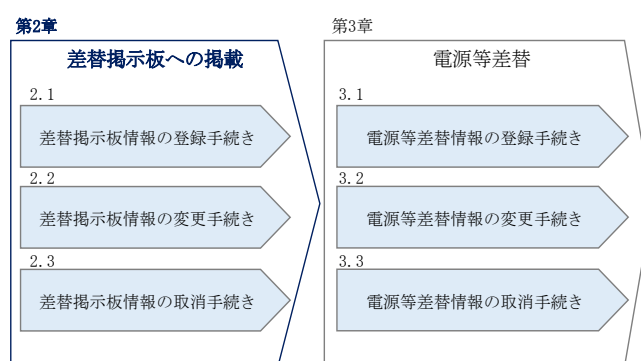 第2章
差替掲示板への掲載
2.1
差替掲示板情報の登録手続き
2.2
差替掲示板情報の変更手続き
2.3
差替掲示板情報の取消手続き
第3章
電源等差替
3.1
電源等差替情報の登録手続き
3.2
電源等差替情報の変更手続き
3.3
電源等差替情報の取消手続き